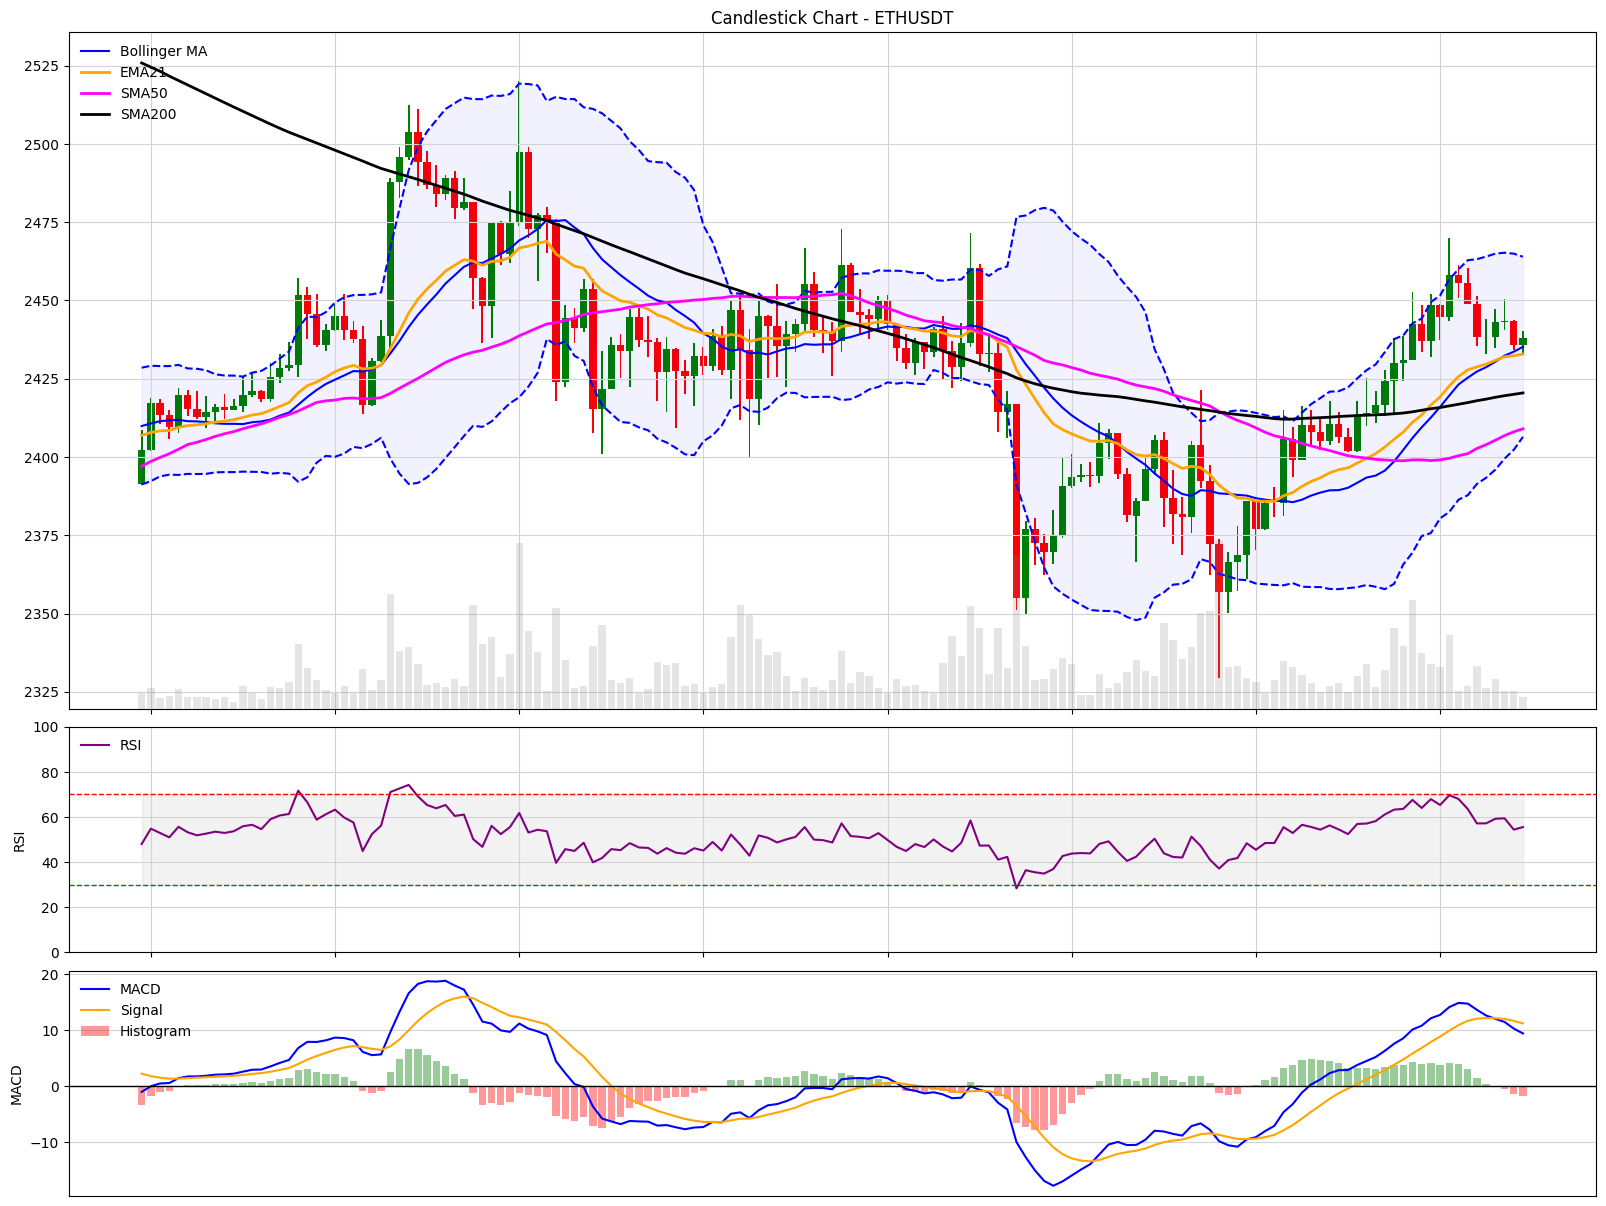 Candlestick Chart - ETHUSDT
Bollinger MA
EMA21
SMA50
SMA200
2525
2500
2475
2450
2425
2400
2375
2350
2325
RSI
100
80
60
40
20
0
RSI
MACD
Signal
Histogram
20
10
0
−10
MACD